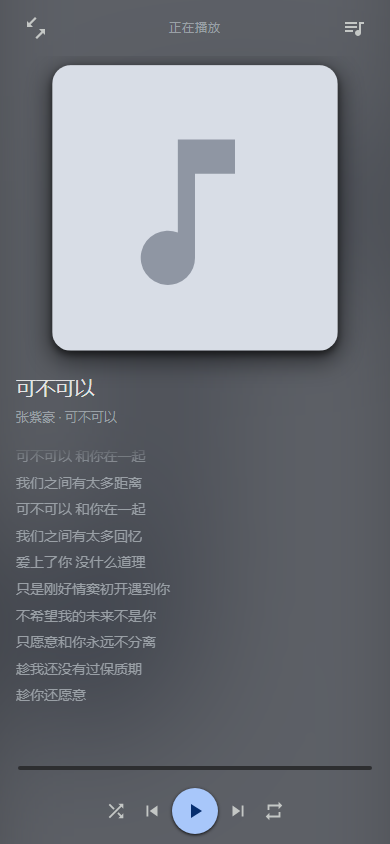 正在播放
可不可以
张紫豪 · 可不可以
可不可以 和你在一起
我们之间有太多距离
可不可以 和你在一起
我们之间有太多回忆
爱上了你 没什么道理
只是刚好情窦初开遇到你
不希望我的未来不是你
只愿意和你永远不分离
趁我还没有过保质期
趁你还愿意